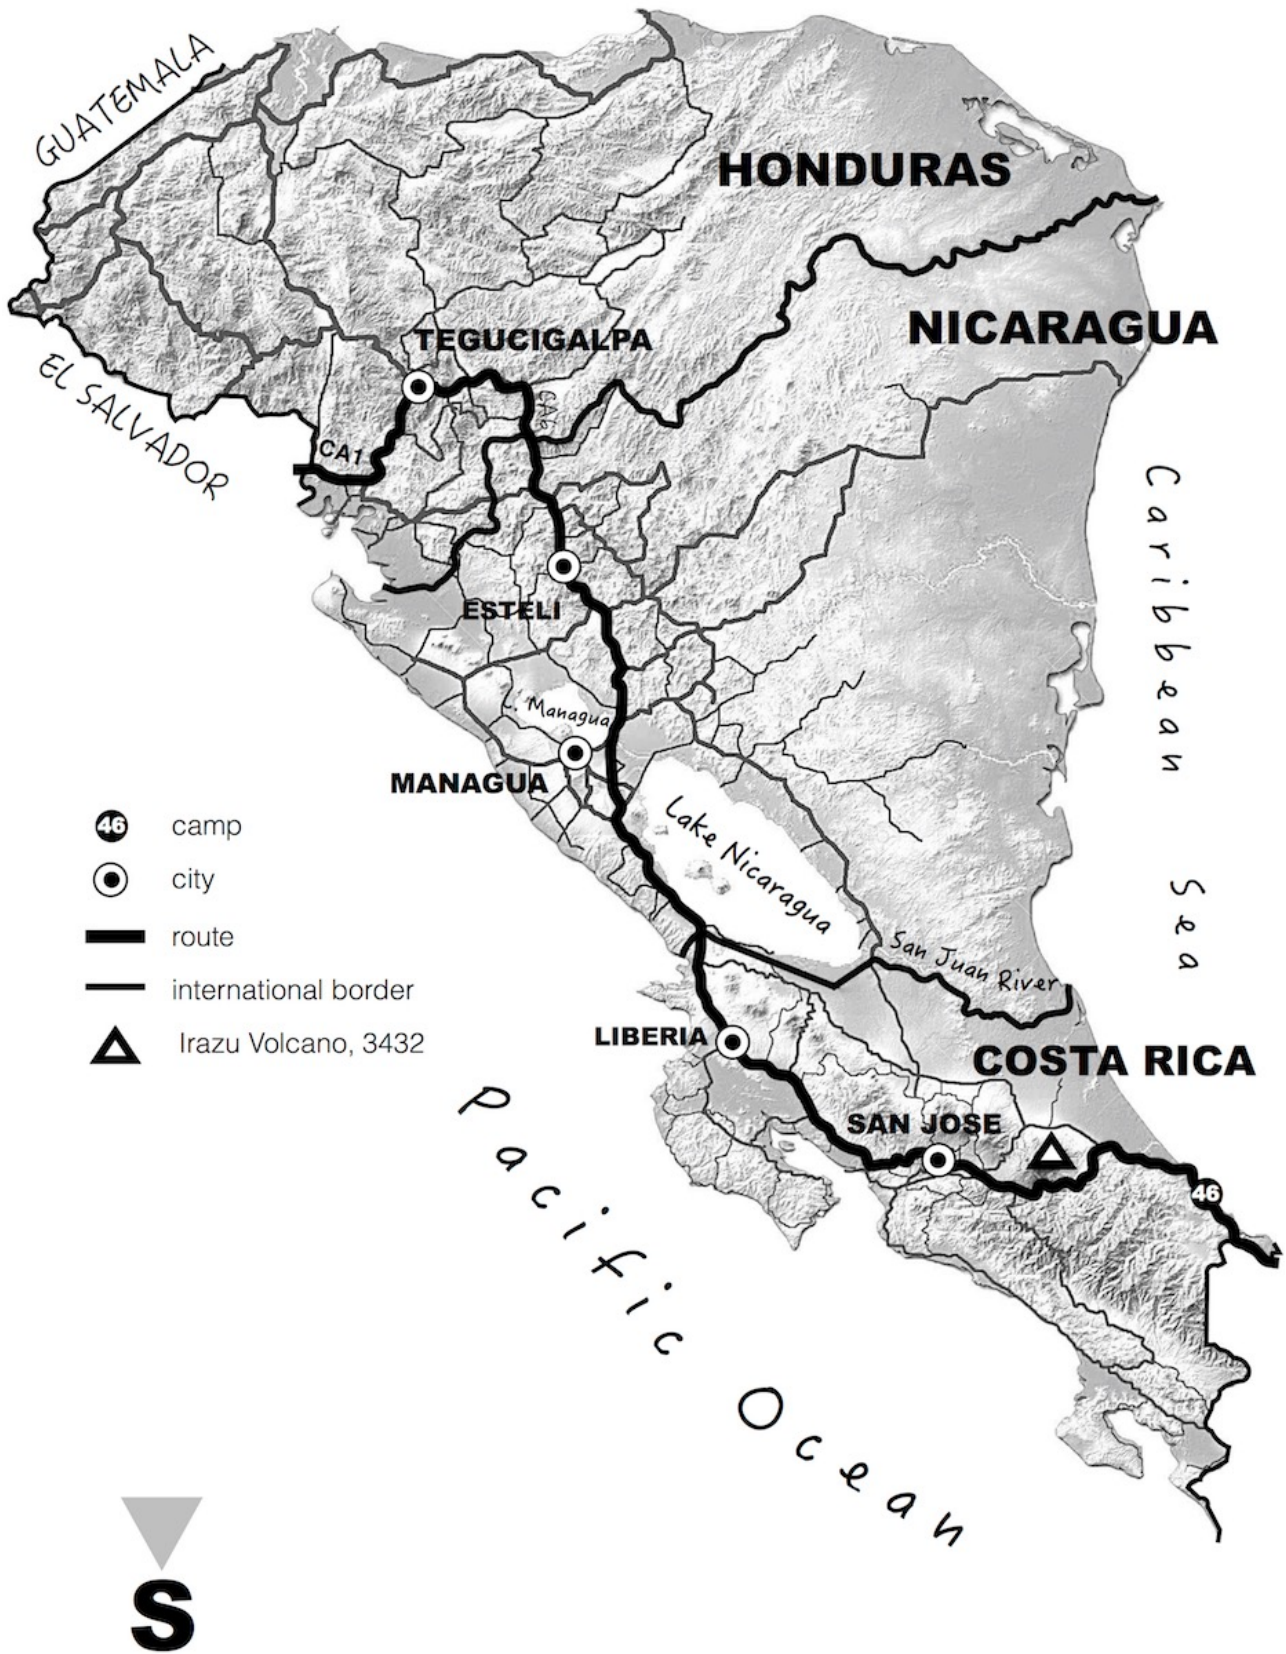 GUATEMALA
HONDURAS
NICARAGUA
TEGUCIGALPA
EL SALVADOR
CA6
CA1
Caribbean Sea
ESTELI
L. Managua
MANAGUA
Lake Nicaragua
46 camp
city
route
international border
Irazu Volcano, 3432
San Juan River
LIBERIA
COSTA RICA
SAN JOSE
46
Pacific Ocean
S